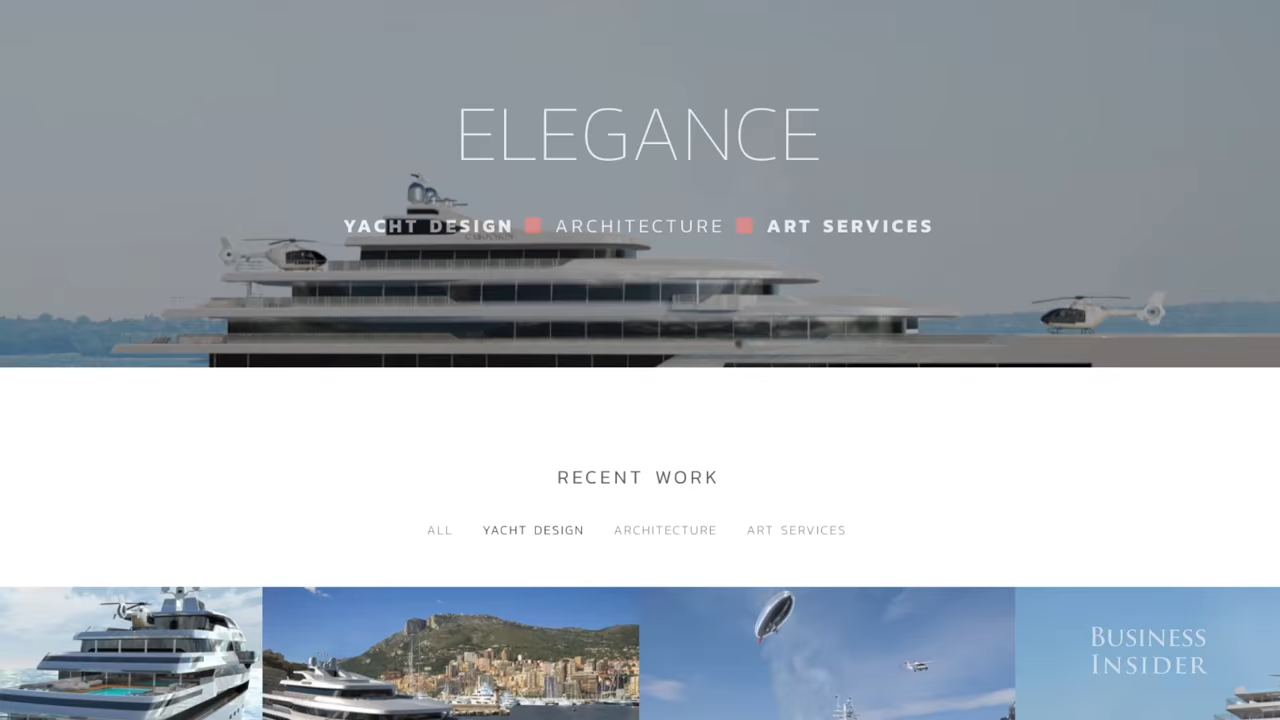 ELEGANCE
YACHT DESIGN ARCHITECTURE ART SERVICES
RECENT WORK
ALL YACHT DESIGN ARCHITECTURE ART SERVICES
BUSINESS
INSIDER